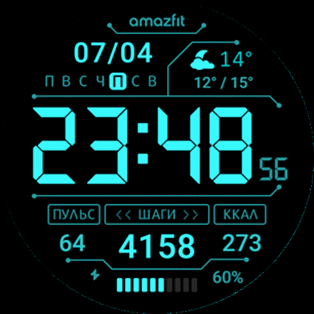 amazfit
07/04
14°
П В С Ч П С В
12° / 15°
23:48
56
ПУЛЬС
<< ШАГИ >>
ККАЛ
64
4158
273
60%